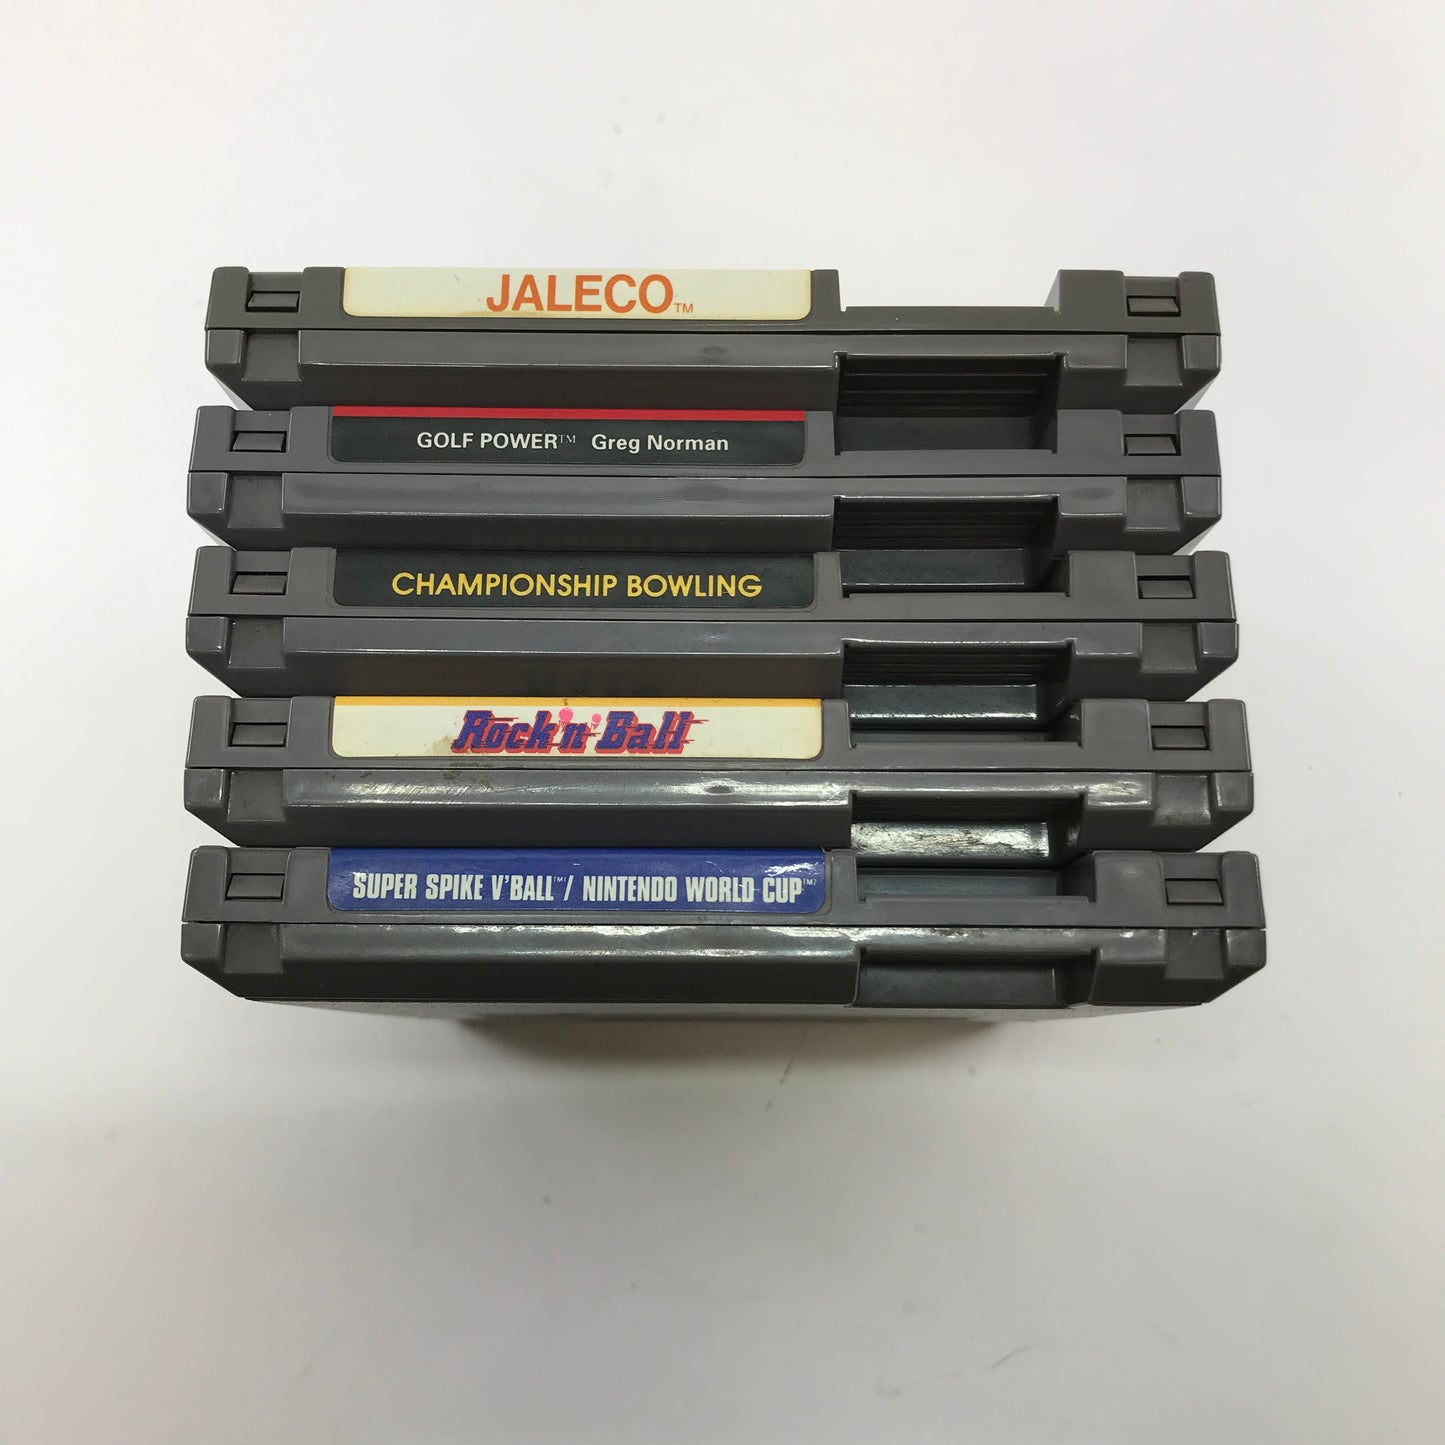 JALECO™
GOLF POWER™ Greg Norman
CHAMPIONSHIP BOWLING
Rock 'n' Ball
SUPER SPIKE V'BALL™/ NINTENDO WORLD CUP™